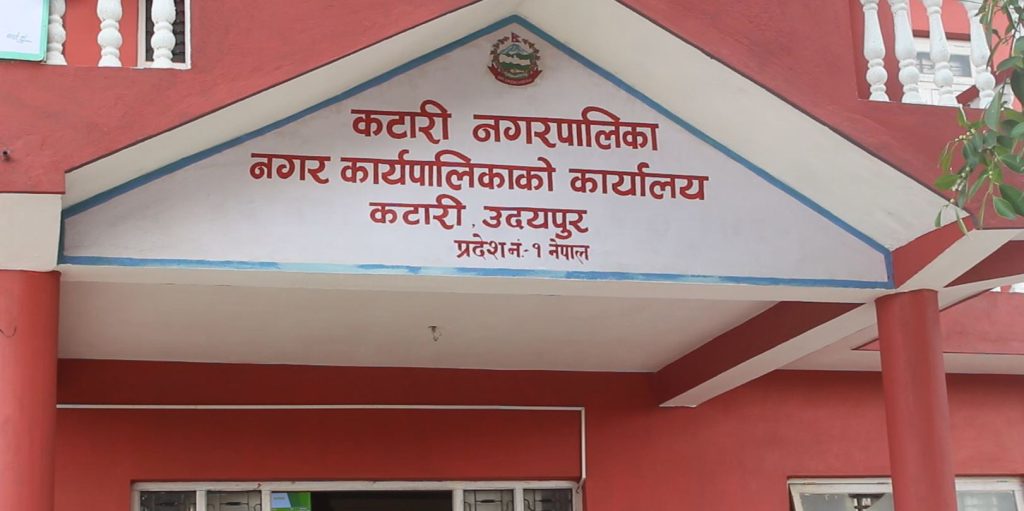 कटारी नगरपालिका
नगर कार्यपालिकाको कार्यालय
कटारी, उदयपुर
प्रदेश नं.- १ नेपाल